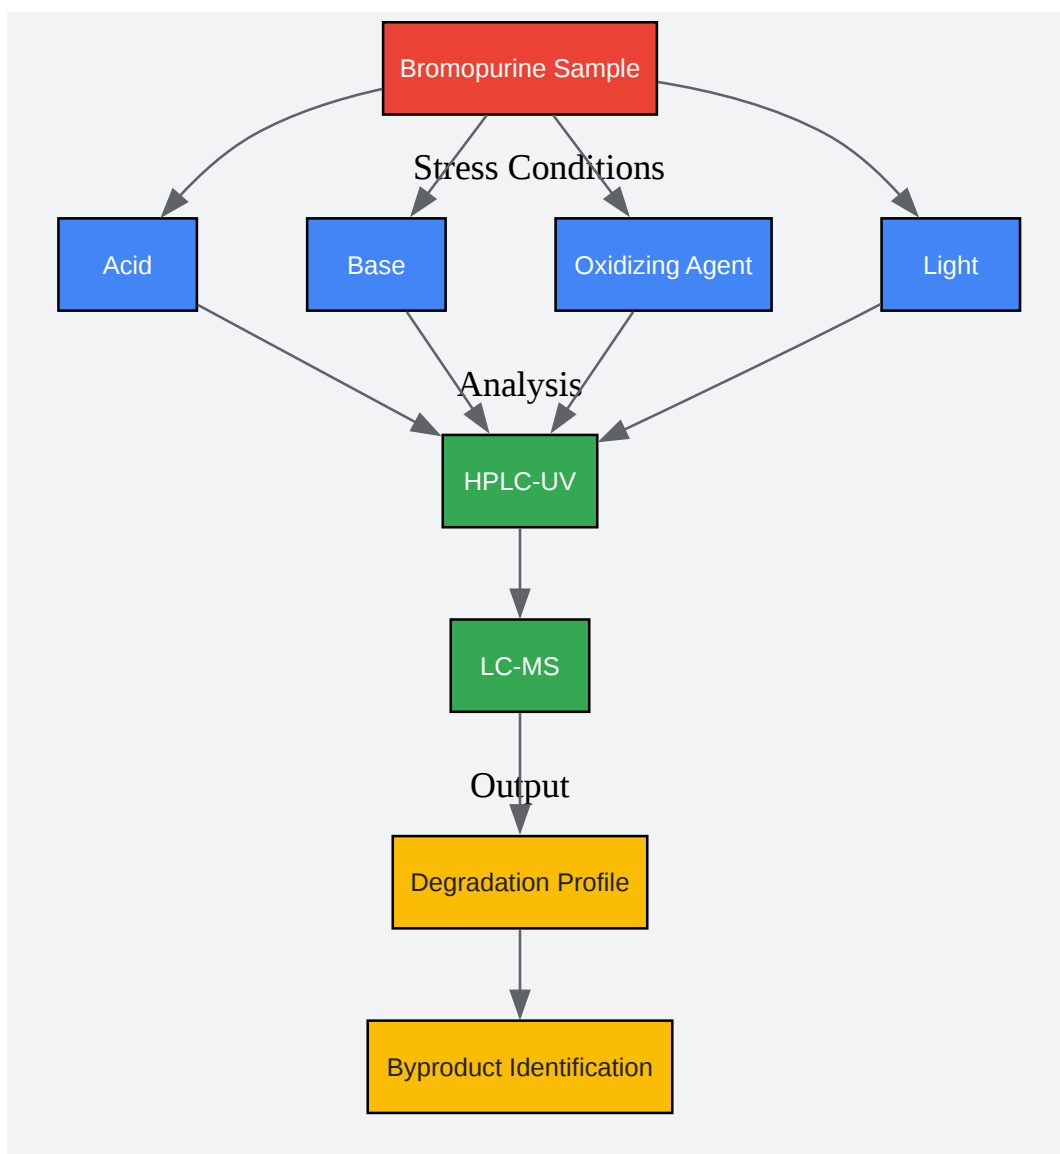 Bromopurine Sample
Stress Conditions
Acid
Base
Oxidizing Agent
Light
Analysis
HPLC-UV
LC-MS
Output
Degradation Profile
Byproduct Identification